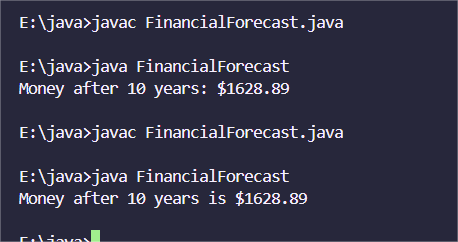 E:\java>javac FinancialForecast.java
E:\java>java FinancialForecast
Money after 10 years: $1628.89
E:\java>javac FinancialForecast.java
E:\java>java FinancialForecast
Money after 10 years is $1628.89
E:\java>